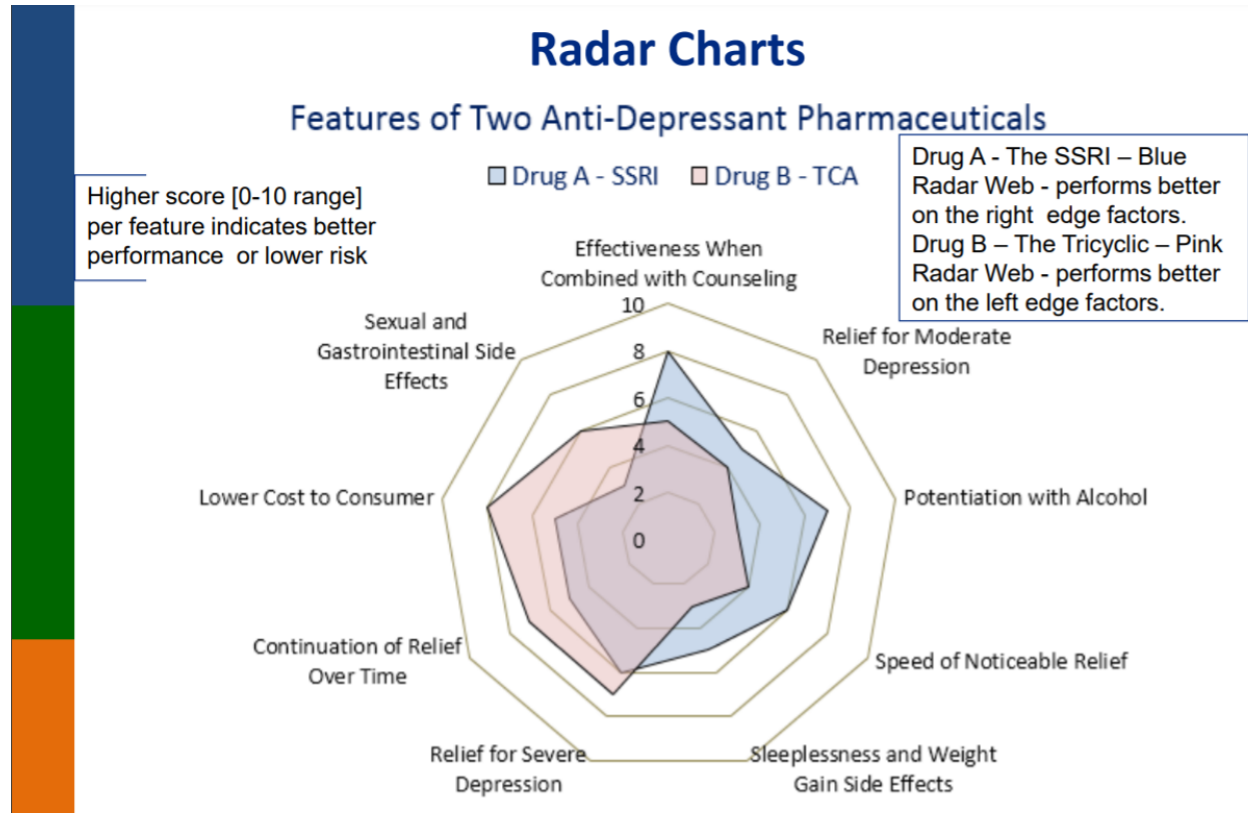 Radar Charts
Features of Two Anti-Depressant Pharmaceuticals
Drug A - SSRI
Drug B - TCA
Higher score [0-10 range]
per feature indicates better
performance or lower risk
Drug A - The SSRI – Blue
Radar Web - performs better
on the right edge factors.
Drug B – The Tricyclic – Pink
Radar Web - performs better
on the left edge factors.
Effectiveness When
Combined with Counseling
Relief for Moderate
Depression
Potentiation with Alcohol
Speed of Noticeable Relief
Sleeplessness and Weight
Gain Side Effects
Relief for Severe
Depression
Continuation of Relief
Over Time
Lower Cost to Consumer
Sexual and
Gastrointestinal Side
Effects
10
8
6
4
2
0